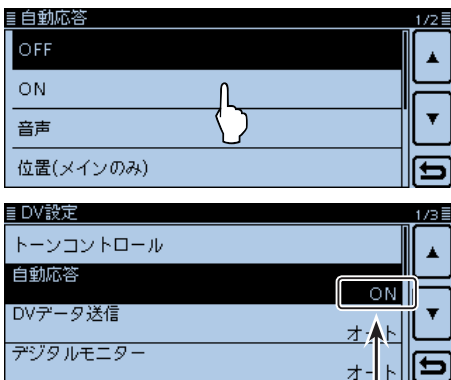 自動応答 1/2
OFF
ON
音声
位置(メインのみ)
DV設定 1/3
トーンコントロール
自動応答
ON
DVデータ送信
オート
デジタルモニター
オート